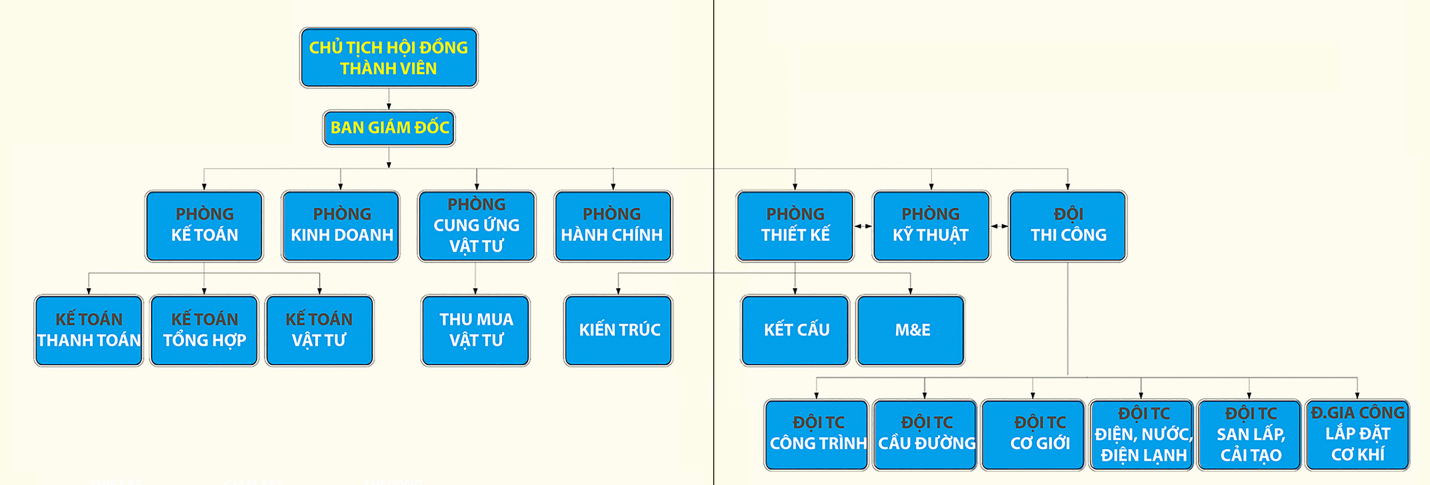 CHỦ TỊCH HỘI ĐỒNG
THÀNH VIÊN
BAN GIÁM ĐỐC
PHÒNG
KẾ TOÁN
PHÒNG
KINH DOANH
PHÒNG
CUNG ỨNG
VẬT TƯ
PHÒNG
HÀNH CHÍNH
PHÒNG
THIẾT KẾ
PHÒNG
KỸ THUẬT
ĐỘI
THI CÔNG
KẾ TOÁN
THANH TOÁN
KẾ TOÁN
TỔNG HỢP
KẾ TOÁN
VẬT TƯ
THU MUA
VẬT TƯ
KIẾN TRÚC
KẾT CẤU
M&E
ĐỘI TC
CÔNG TRÌNH
ĐỘI TC
CẦU ĐƯỜNG
ĐỘI TC
CƠ GIỚI
ĐỘI TC
ĐIỆN, NƯỚC,
ĐIỆN LẠNH
ĐỘI TC
SAN LẤP,
CẢI TẠO
Đ.GIA CÔNG
LẮP ĐẶT
CƠ KHÍ